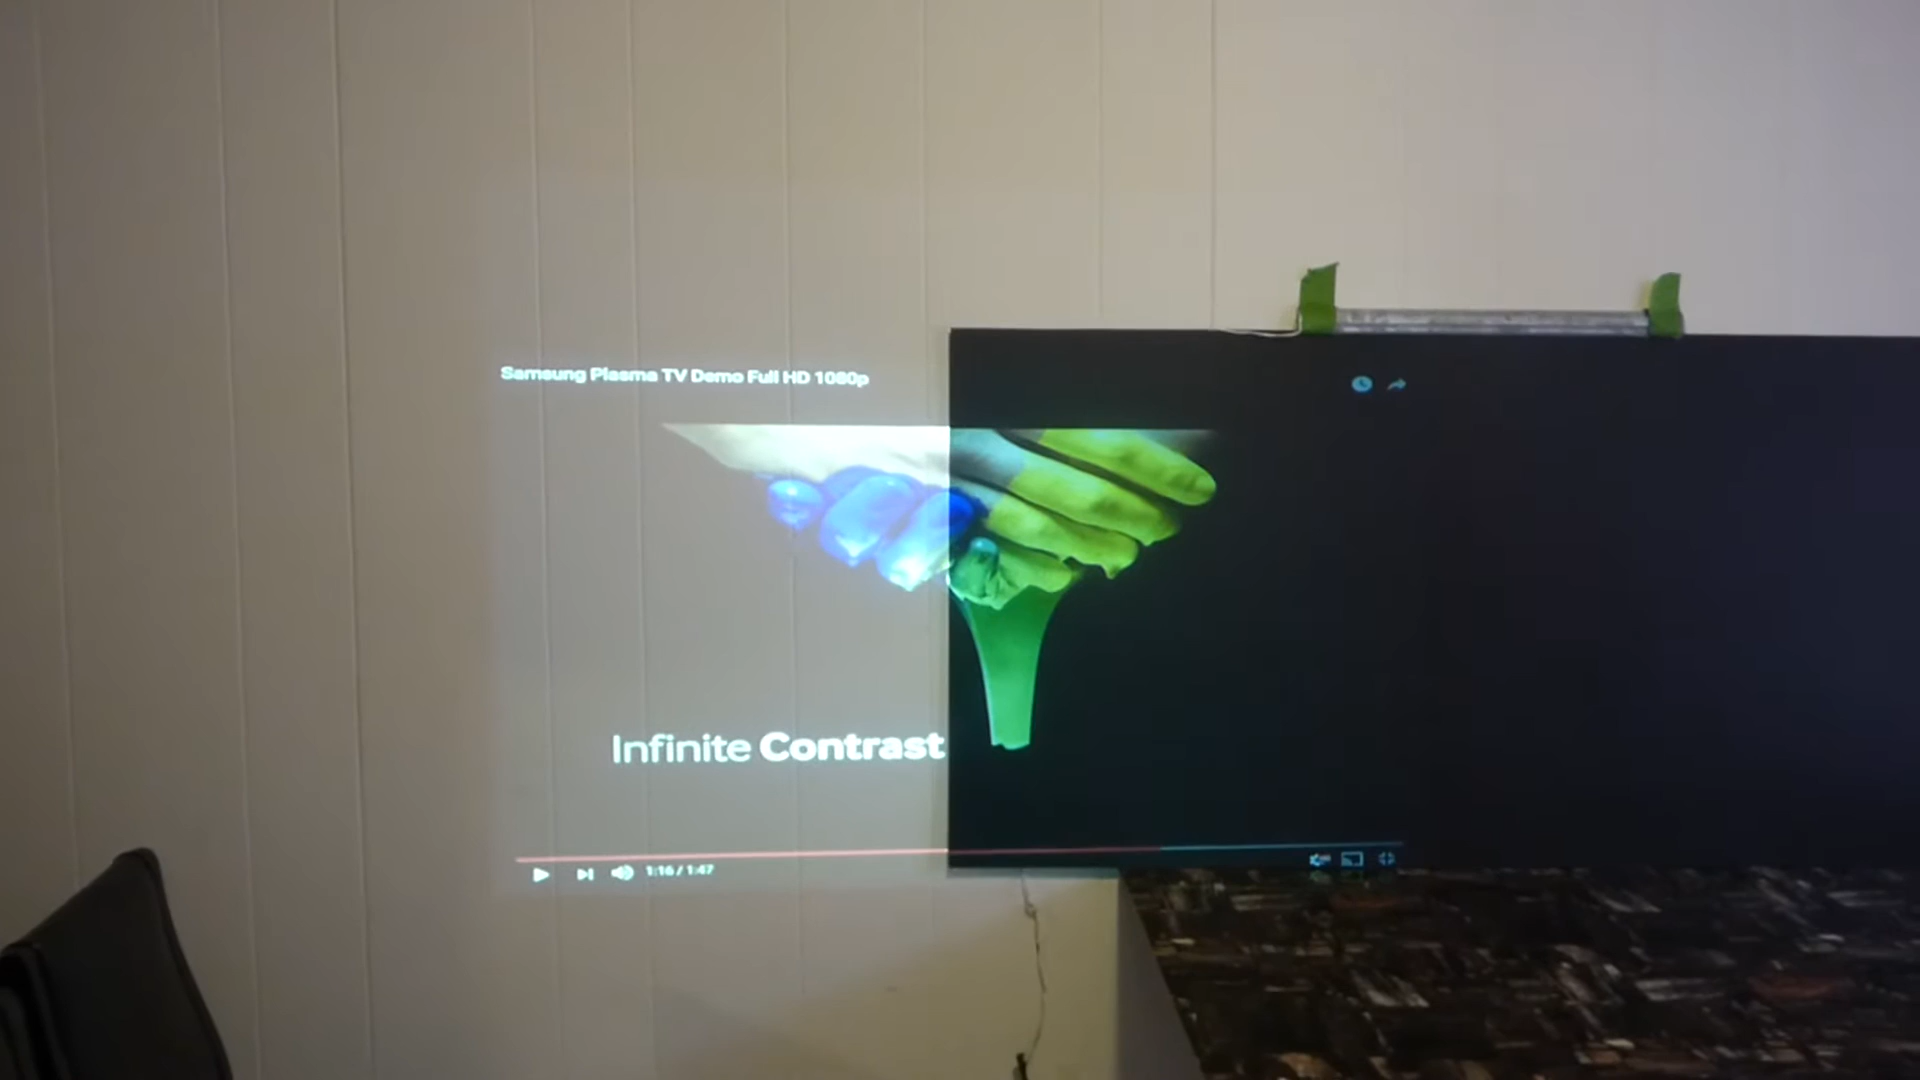 Samsung Plasma TV Demo Full HD 1080p
Infinite Contrast
1:16 / 1:47